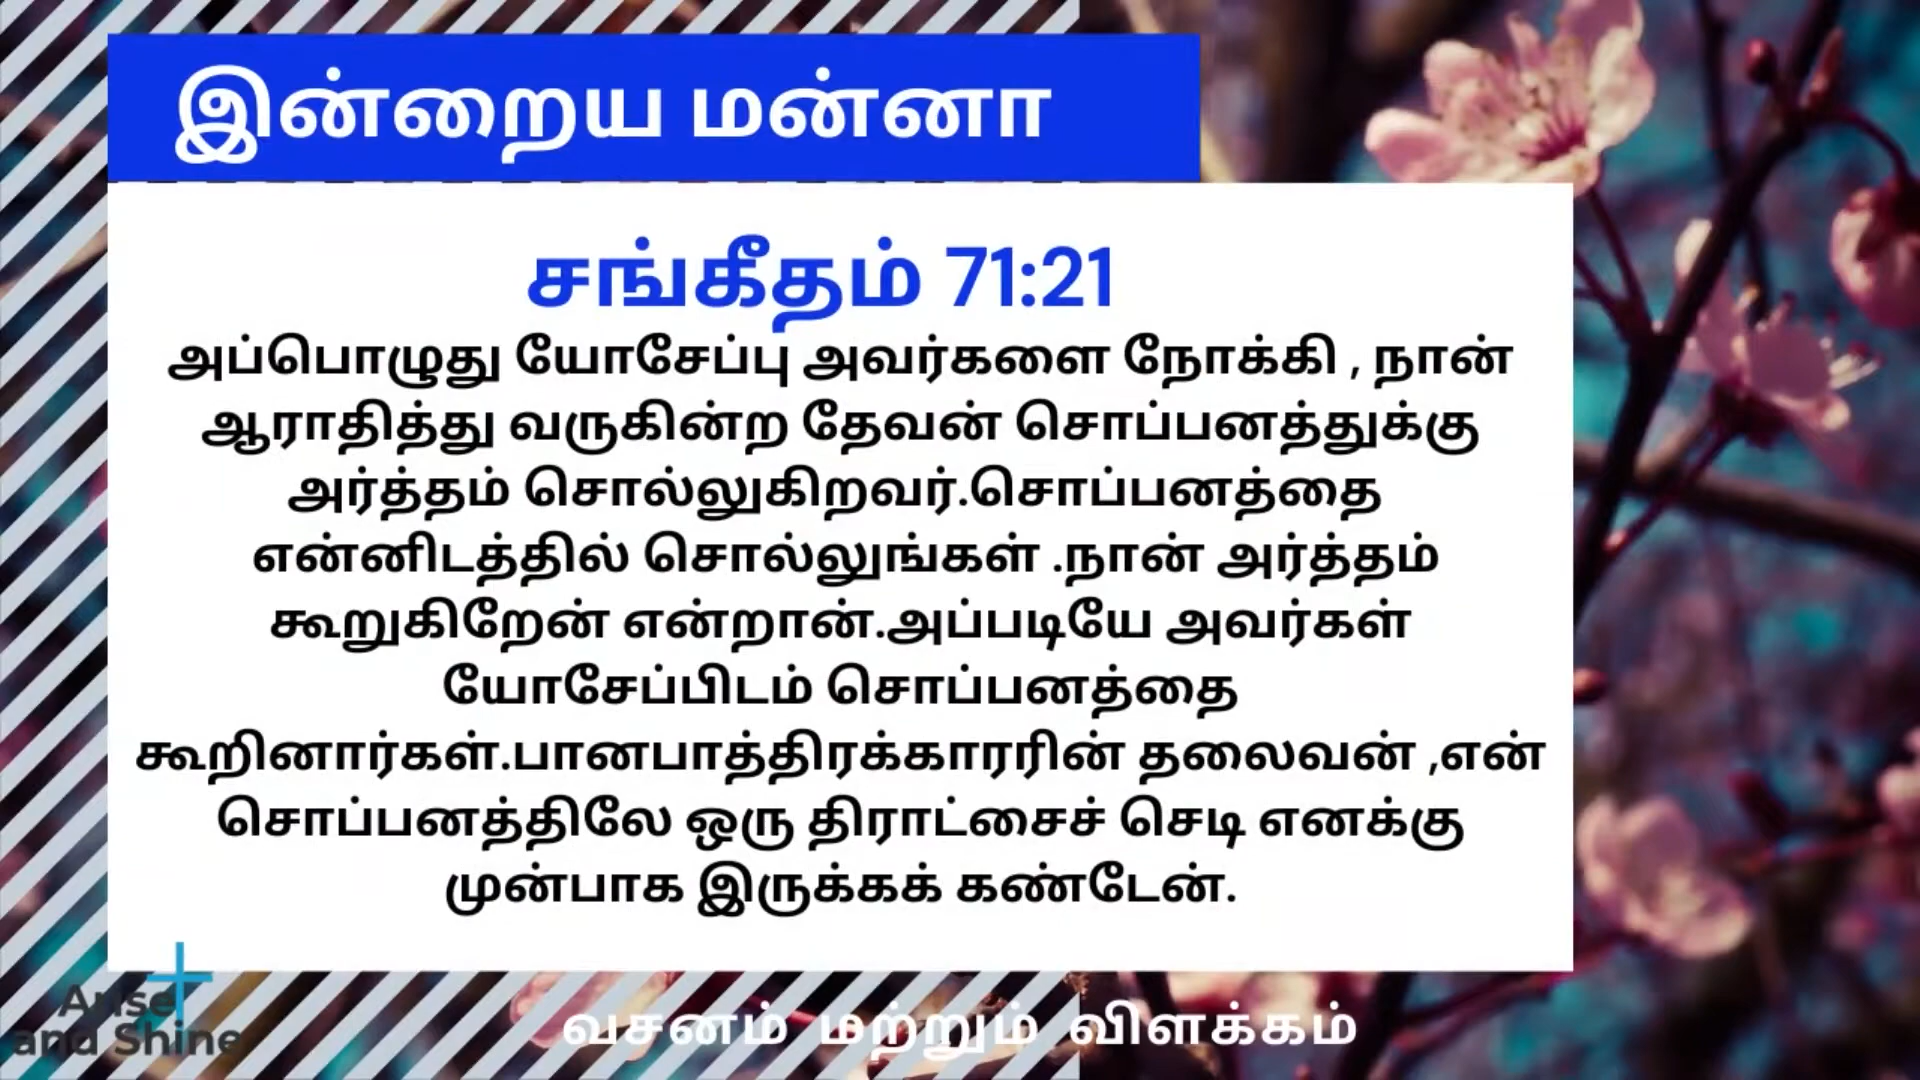 இன்றைய மன்னா
சங்கீதம் 71:21
அப்பொழுது யோசேப்பு அவர்களை நோக்கி , நான்
ஆராதித்து வருகின்ற தேவன் சொப்பனத்துக்கு
அர்த்தம் சொல்லுகிறவர்.சொப்பனத்தை
என்னிடத்தில் சொல்லுங்கள் .நான் அர்த்தம்
கூறுகிறேன் என்றான்.அப்படியே அவர்கள்
யோசேப்பிடம் சொப்பனத்தை
கூறினார்கள்.பானபாத்திரக்காரரின் தலைவன் ,என்
சொப்பனத்திலே ஒரு திராட்சைச் செடி எனக்கு
முன்பாக இருக்கக் கண்டேன்.
Arise
and Shine
வசனம் மற்றும் விளக்கம்